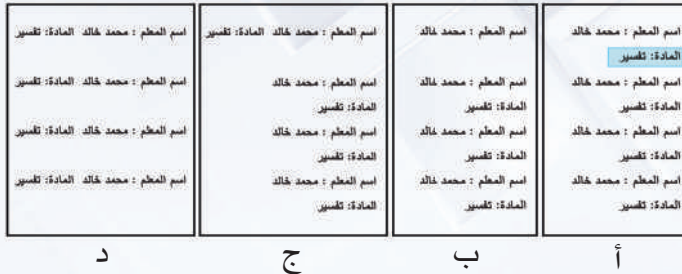 اسم المعلم : محمد خالد
المادة: تفسير
اسم المعلم : محمد خالد
المادة: تفسير
اسم المعلم : محمد خالد
المادة: تفسير
اسم المعلم : محمد خالد
المادة: تفسير
أ
اسم المعلم : محمد خالد
اسم المعلم : محمد خالد
المادة: تفسير
اسم المعلم : محمد خالد
المادة: تفسير
اسم المعلم : محمد خالد
المادة: تفسير
ب
اسم المعلم : محمد خالد المادة: تفسير
اسم المعلم : محمد خالد
المادة: تفسير
اسم المعلم : محمد خالد
المادة: تفسير
اسم المعلم : محمد خالد
المادة: تفسير
ج
اسم المعلم : محمد خالد المادة: تفسير
اسم المعلم : محمد خالد المادة: تفسير
اسم المعلم : محمد خالد المادة: تفسير
اسم المعلم : محمد خالد المادة: تفسير
د